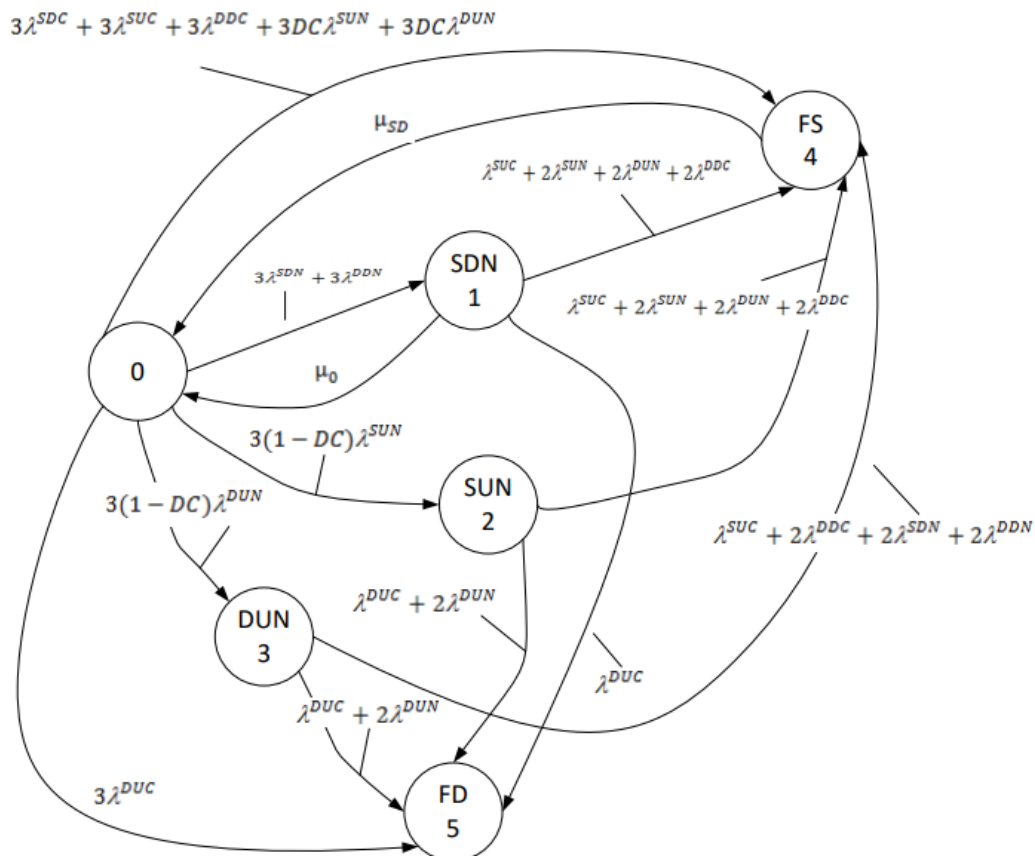 3λ^SDC + 3λ^SUC + 3λ^DDC + 3DCλ^SUN + 3DCλ^DUN
μ_SD
FS
4
λ^SUC + 2λ^SUN + 2λ^DUN + 2λ^DDC
SDN
1
3λ^SDN + 3λ^DDN
λ^SUC + 2λ^SUN + 2λ^DUN + 2λ^DDC
0
μ_0
3(1 − DC)λ^SUN
SUN
2
3(1 − DC)λ^DUN
λ^SUC + 2λ^DDC + 2λ^SDN + 2λ^DDN
λ^DUC + 2λ^DUN
DUN
3
λ^DUC
λ^DUC + 2λ^DUN
3λ^DUC
FD
5